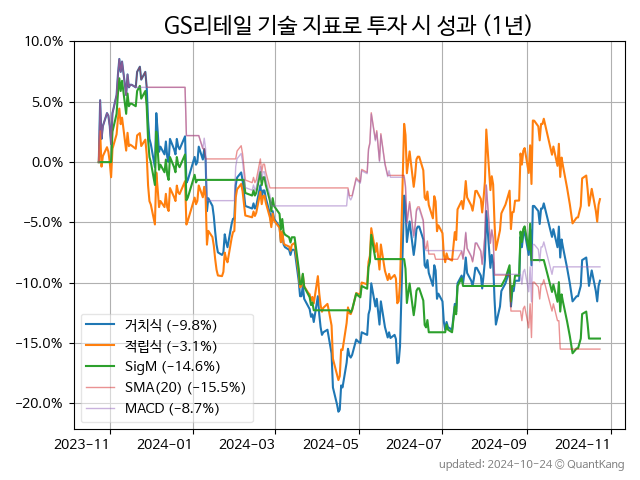 GS리테일 기술 지표로 투자 시 성과 (1년)
10.0%
5.0%
0.0%
−5.0%
−10.0%
−15.0%
−20.0%
거치식 (−9.8%)
적립식 (−3.1%)
SigM (−14.6%)
SMA(20) (−15.5%)
MACD (−8.7%)
2023−11 2024−01 2024−03 2024−05 2024−07 2024−09 2024−11
updated: 2024-10-24 © QuantKang